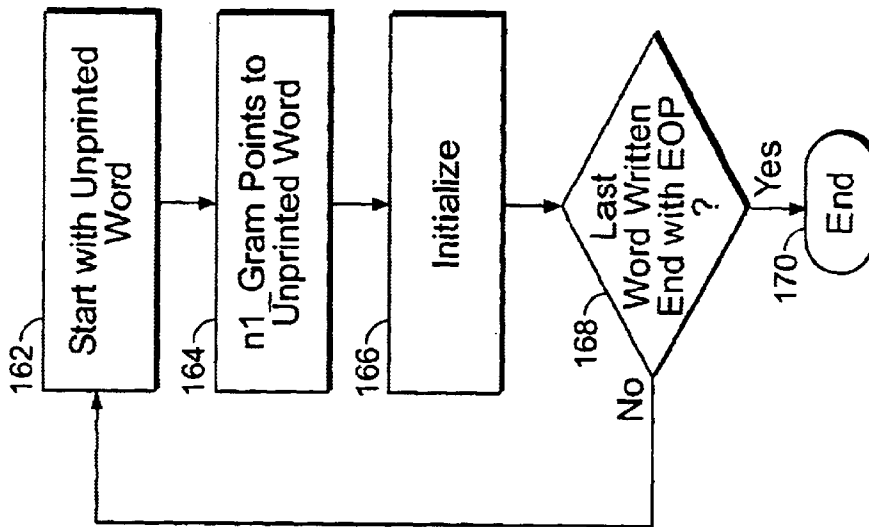 162
Start with Unprinted
Word
164
n1_Gram Points to
Unprinted Word
166
Initialize
168
Last
Word Written
End with EOP
?
No
Yes
170
End